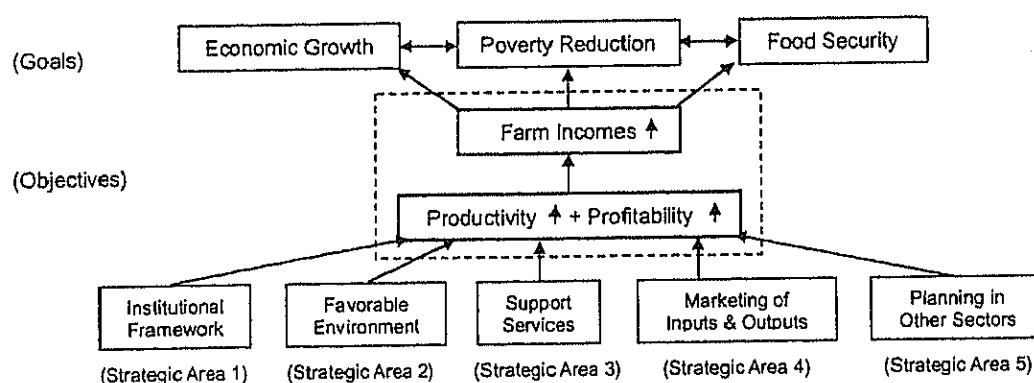 (Goals)
Economic Growth
Poverty Reduction
Food Security
Farm Incomes
(Objectives)
Productivity + Profitability
Institutional
Framework
Favorable
Environment
Support
Services
Marketing of
Inputs & Outputs
Planning in
Other Sectors
(Strategic Area 1)
(Strategic Area 2)
(Strategic Area 3)
(Strategic Area 4)
(Strategic Area 5)